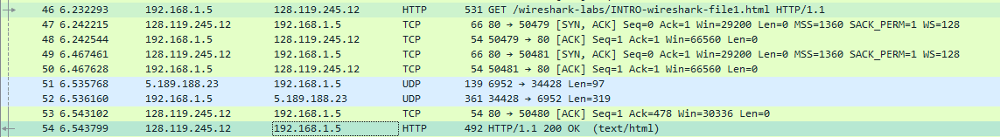 46 6.232293 192.168.1.5 128.119.245.12 HTTP 531 GET /wireshark-labs/INTRO-wireshark-file1.html HTTP/1.1
47 6.242215 128.119.245.12 192.168.1.5 TCP 66 80 → 50479 [SYN, ACK] Seq=0 Ack=1 Win=29200 Len=0 MSS=1360 SACK_PERM=1 WS=128
48 6.242544 192.168.1.5 128.119.245.12 TCP 54 50479 → 80 [ACK] Seq=1 Ack=1 Win=66560 Len=0
49 6.467461 128.119.245.12 192.168.1.5 TCP 66 80 → 50481 [SYN, ACK] Seq=0 Ack=1 Win=29200 Len=0 MSS=1360 SACK_PERM=1 WS=128
50 6.467628 192.168.1.5 128.119.245.12 TCP 54 50481 → 80 [ACK] Seq=1 Ack=1 Win=66560 Len=0
51 6.535768 5.189.188.23 192.168.1.5 UDP 139 6952 → 34428 Len=97
52 6.536160 192.168.1.5 5.189.188.23 UDP 361 34428 → 6952 Len=319
53 6.543102 128.119.245.12 192.168.1.5 TCP 54 80 → 50480 [ACK] Seq=1 Ack=478 Win=30336 Len=0
54 6.543799 128.119.245.12 192.168.1.5 HTTP 492 HTTP/1.1 200 OK (text/html)